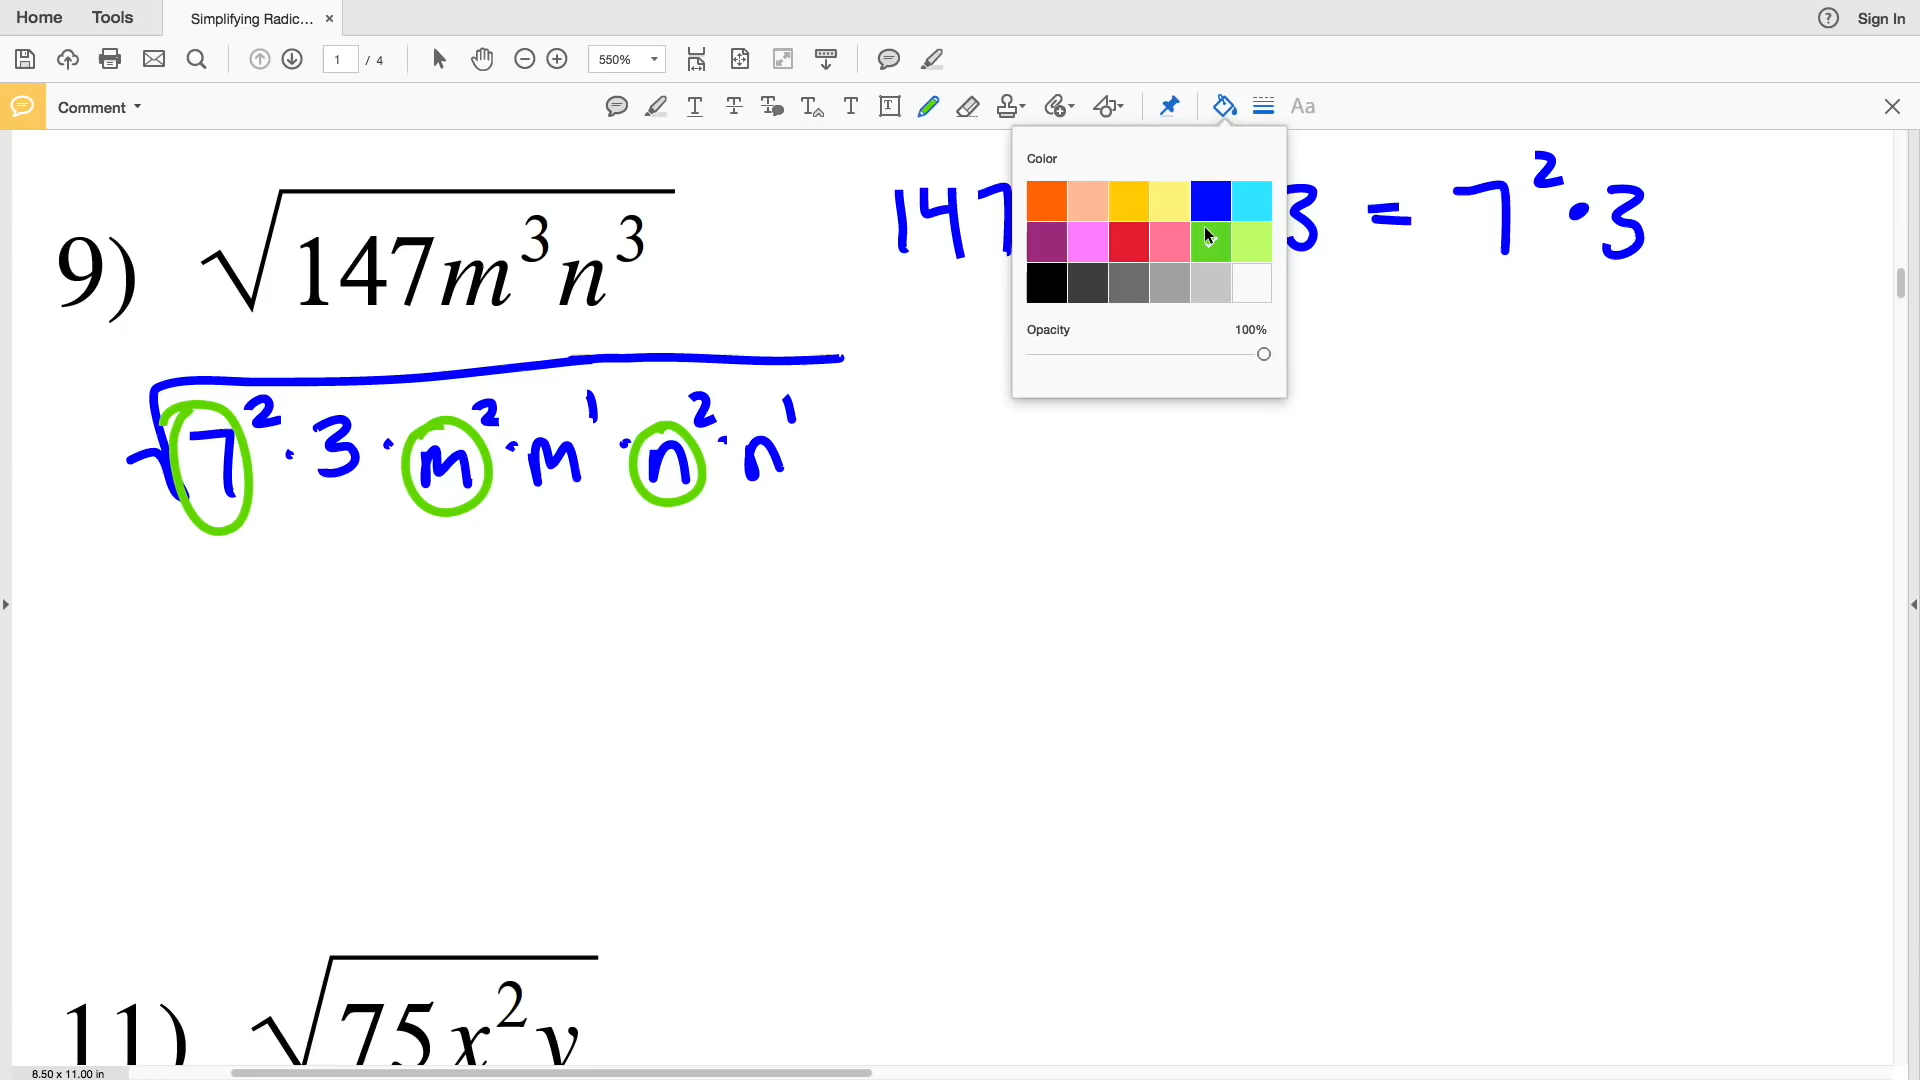 Home Tools Simplifying Radic... × ? Sign In
1 / 4 550%
Comment Aa
Color
Opacity 100%
9) √147m³n³
147 3 = 7² • 3
√7² · 3 · m² · m¹ · n² · n¹
11) √75x²y
8.50 x 11.00 in